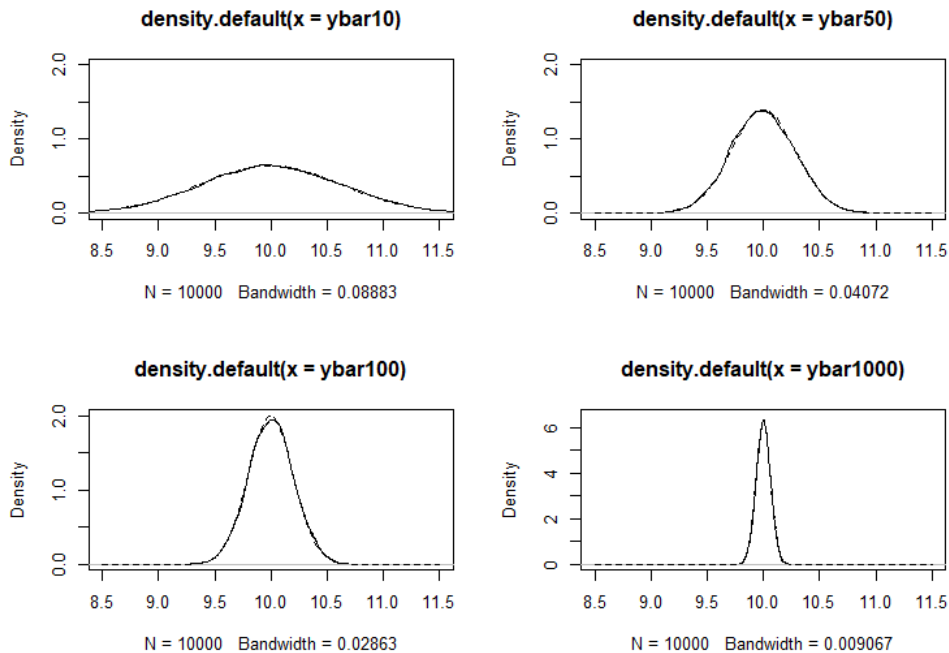 density.default(x = ybar10)
Density
0.0 1.0 2.0
8.5 9.0 9.5 10.0 10.5 11.0 11.5
N = 10000 Bandwidth = 0.08883
density.default(x = ybar50)
Density
0.0 1.0 2.0
8.5 9.0 9.5 10.0 10.5 11.0 11.5
N = 10000 Bandwidth = 0.04072
density.default(x = ybar100)
Density
0.0 1.0 2.0
8.5 9.0 9.5 10.0 10.5 11.0 11.5
N = 10000 Bandwidth = 0.02863
density.default(x = ybar1000)
Density
0 2 4 6
8.5 9.0 9.5 10.0 10.5 11.0 11.5
N = 10000 Bandwidth = 0.009067